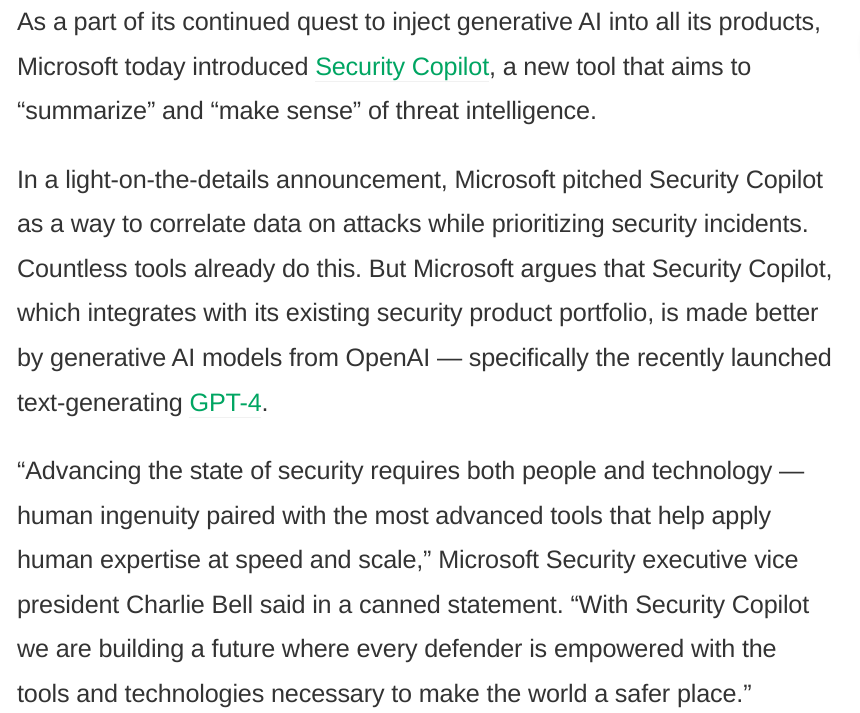 As a part of its continued quest to inject generative AI into all its products,
Microsoft today introduced Security Copilot, a new tool that aims to
“summarize” and “make sense” of threat intelligence.
In a light-on-the-details announcement, Microsoft pitched Security Copilot
as a way to correlate data on attacks while prioritizing security incidents.
Countless tools already do this. But Microsoft argues that Security Copilot,
which integrates with its existing security product portfolio, is made better
by generative AI models from OpenAI — specifically the recently launched
text-generating GPT-4.
“Advancing the state of security requires both people and technology —
human ingenuity paired with the most advanced tools that help apply
human expertise at speed and scale,” Microsoft Security executive vice
president Charlie Bell said in a canned statement. “With Security Copilot
we are building a future where every defender is empowered with the
tools and technologies necessary to make the world a safer place.”